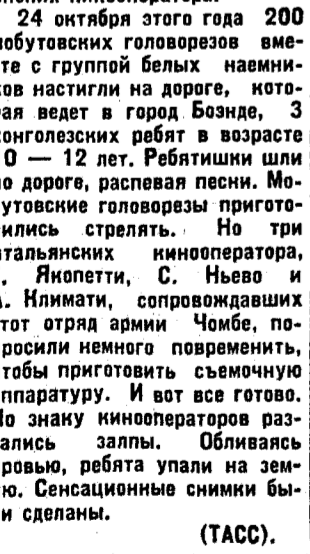 24 октября этого года 200
обутовских головорезов вме-
те с группой белых наемни-
ов настигли на дороге, кото-
ая ведет в город Боэнде, 3
онголезских ребят в возрасте
0 — 12 лет. Ребятишки шли
о дороге, распевая песни. Мо-
утовские головорезы пригото-
ились стрелять. Но три
тальянских кинооператора,
. Якопетти, С. Ньево и
. Климати, сопровождавших
тот отряд армии Чомбе, по-
росили немного повременить,
тобы приготовить съемочную
ппаратуру. И вот все готово.
о знаку кинооператоров раз-
ались залпы. Обливаясь
ровью, ребята упали на зем-
ю. Сенсационные снимки бы-
и сделаны.
(ТАСС).